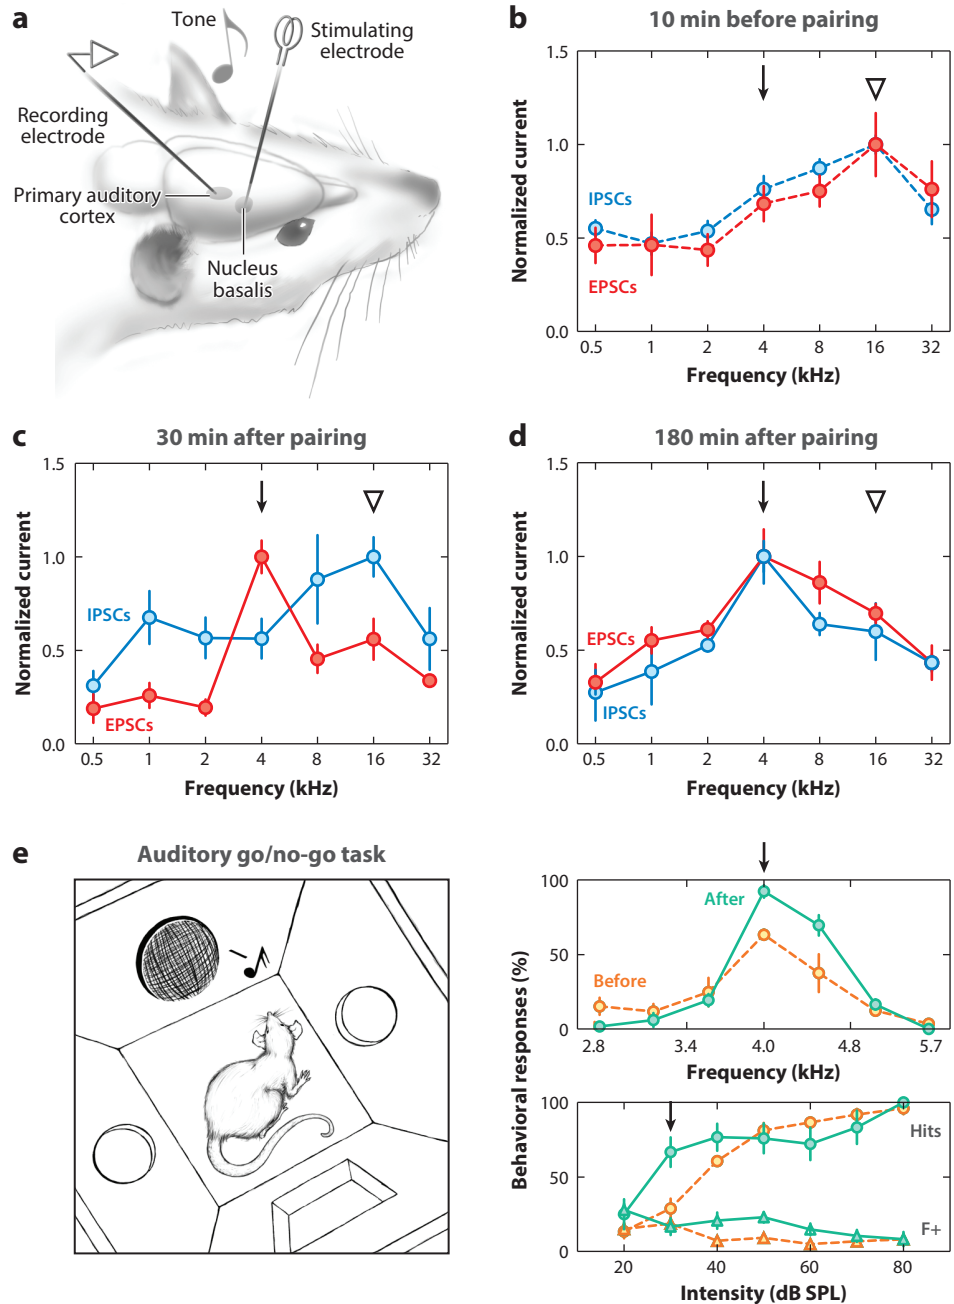 a
Tone
Stimulating
electrode
Recording
electrode
Primary auditory
cortex
Nucleus
basalis
b
10 min before pairing
Normalized current
1.5
1.0
0.5
0.0
IPSCs
EPSCs
0.5 1 2 4 8 16 32
Frequency (kHz)
c
30 min after pairing
Normalized current
1.5
1.0
0.5
0.0
IPSCs
EPSCs
0.5 1 2 4 8 16 32
Frequency (kHz)
d
180 min after pairing
Normalized current
1.5
1.0
0.5
0.0
EPSCs
IPSCs
0.5 1 2 4 8 16 32
Frequency (kHz)
e
Auditory go/no-go task
Behavioral responses (%)
100
50
0
After
Before
2.8 3.4 4.0 4.8 5.7
Frequency (kHz)
100
50
0
Hits
F+
20 40 60 80
Intensity (dB SPL)